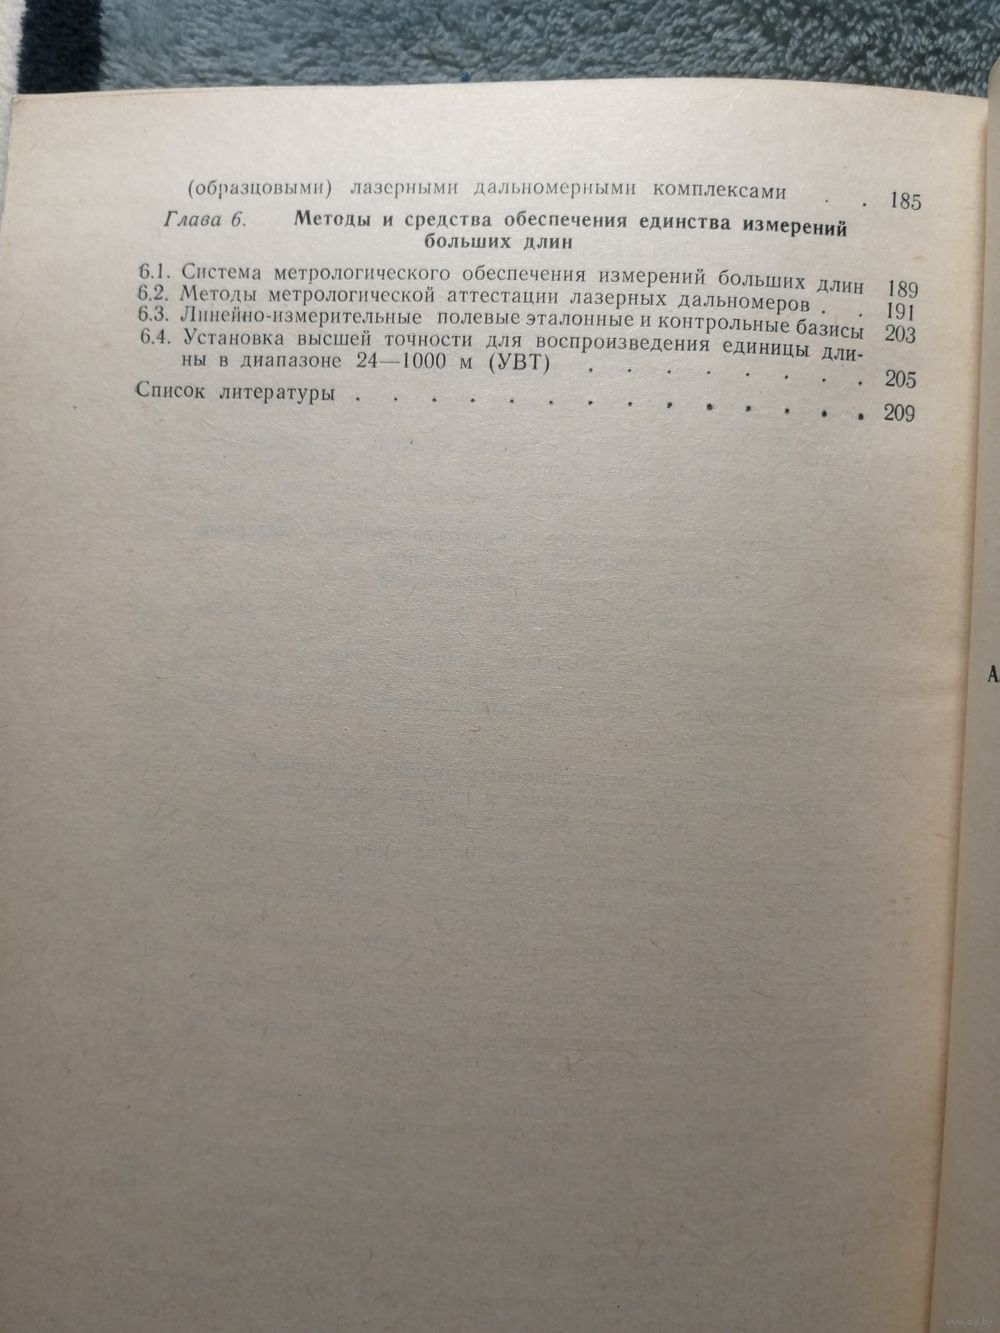 (образцовыми) лазерными дальномерными комплексами . . 185
Глава 6. Методы и средства обеспечения единства измерений
больших длин
6.1. Система метрологического обеспечения измерений больших длин 189
6.2. Методы метрологической аттестации лазерных дальномеров . . 191
6.3. Линейно-измерительные полевые эталонные и контрольные базисы 203
6.4. Установка высшей точности для воспроизведения единицы дли-
ны в диапазоне 24—1000 м (УВТ) . . . . . . . . 205
Список литературы . . . . . . . . . . . . . . 209
А
www.ay.by